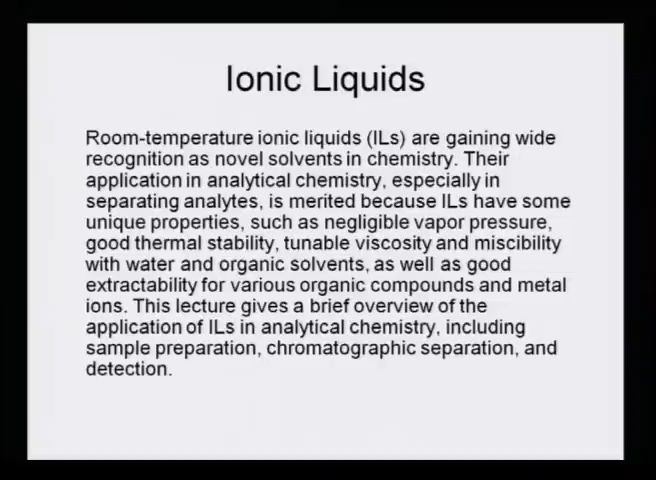 Ionic Liquids
Room-temperature ionic liquids (ILs) are gaining wide
recognition as novel solvents in chemistry. Their
application in analytical chemistry, especially in
separating analytes, is merited because ILs have some
unique properties, such as negligible vapor pressure,
good thermal stability, tunable viscosity and miscibility
with water and organic solvents, as well as good
extractability for various organic compounds and metal
ions. This lecture gives a brief overview of the
application of ILs in analytical chemistry, including
sample preparation, chromatographic separation, and
detection.